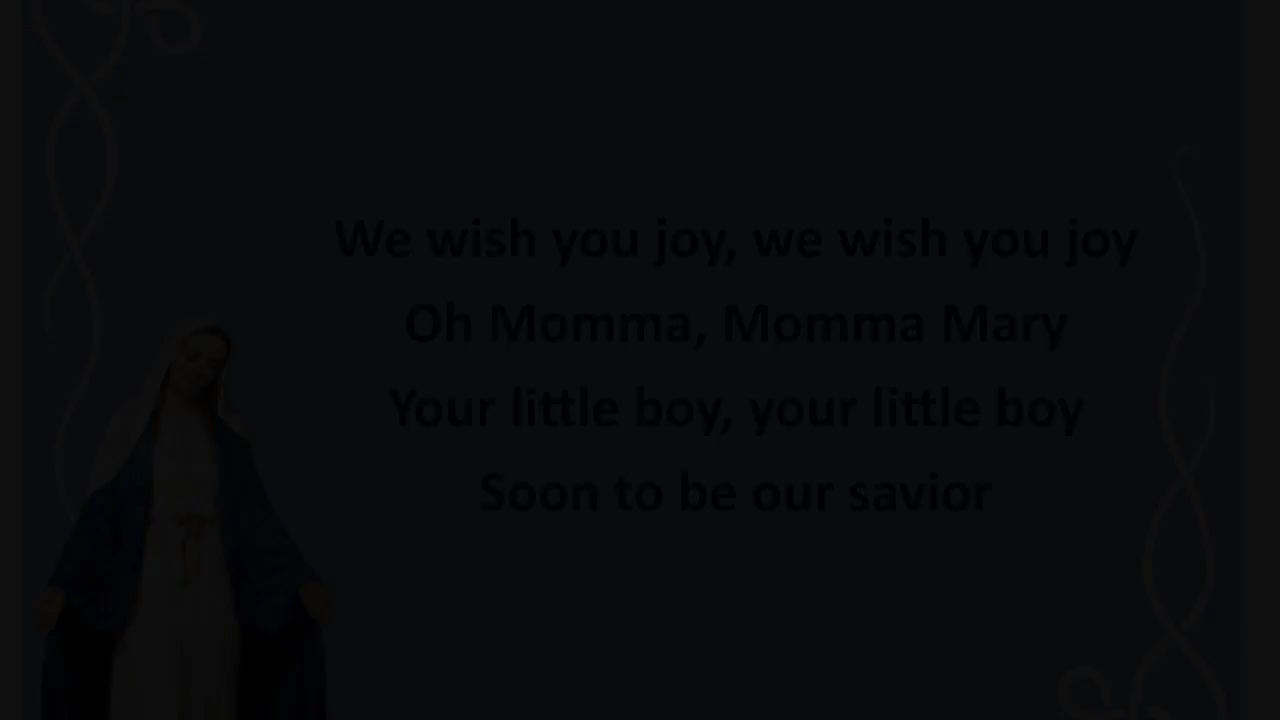 We wish you joy, we wish you joy
Oh Momma, Momma Mary
Your little boy, your little boy
Soon to be our savior